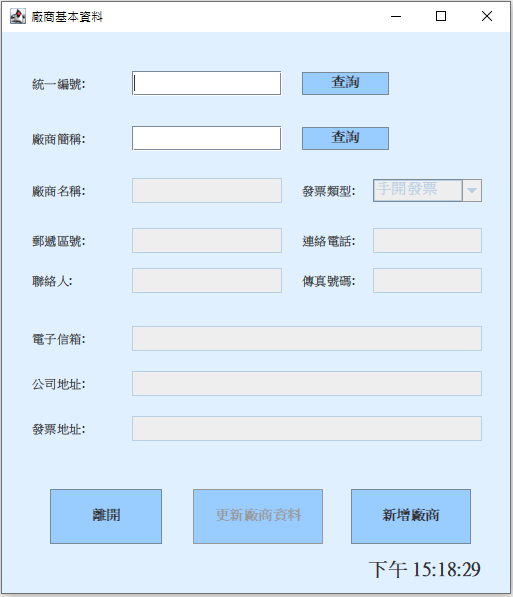 廠商基本資料
統一編號: 查詢
廠商簡稱: 查詢
廠商名稱: 發票類型: 手開發票
郵遞區號: 連絡電話:
聯絡人: 傳真號碼:
電子信箱:
公司地址:
發票地址:
離開 更新廠商資料 新增廠商
下午 15:18:29